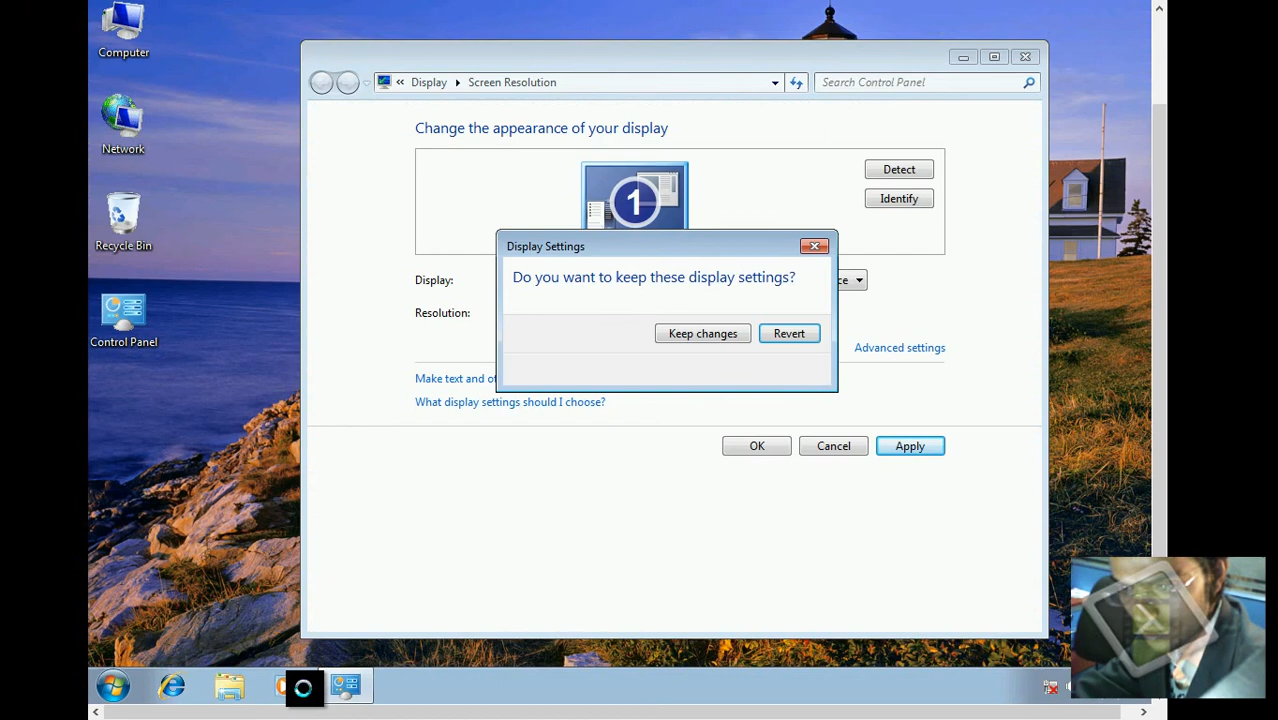 Computer
Network
Recycle Bin
Control Panel
« Display Screen Resolution
Search Control Panel
Change the appearance of your display
1
Detect
Identify
Display Settings
Do you want to keep these display settings?
Keep changes
Revert
Display:
Resolution:
Advanced settings
Make text and
What display settings should I choose?
OK
Cancel
Apply